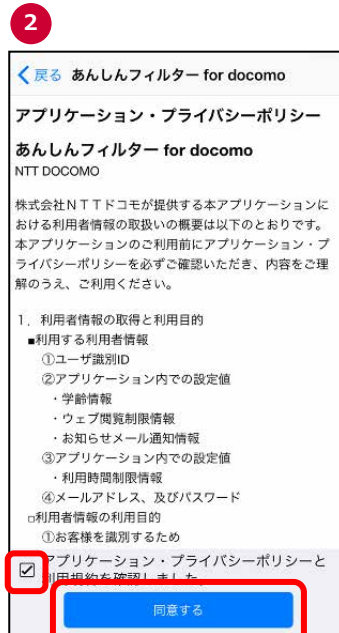 2
戻る あんしんフィルター for docomo
アプリケーション・プライバシーポリシー
あんしんフィルター for docomo
NTT DOCOMO
株式会社NTTドコモが提供する本アプリケーションに
おける利用者情報の取扱いの概要は以下のとおりです。
本アプリケーションのご利用前にアプリケーション・プ
ライバシーポリシーを必ずご確認いただき、内容をご理
解のうえ、ご利用ください。
1．利用者情報の取得と利用目的
■利用する利用者情報
①ユーザ識別ID
②アプリケーション内での設定値
・学齢情報
・ウェブ閲覧制限情報
・お知らせメール通知情報
③アプリケーション内での設定値
・利用時間制限情報
④メールアドレス、及びパスワード
□利用者情報の利用目的
①お客様を識別するため
アプリケーション・プライバシーポリシーと
利用規約を確認しました。
同意する